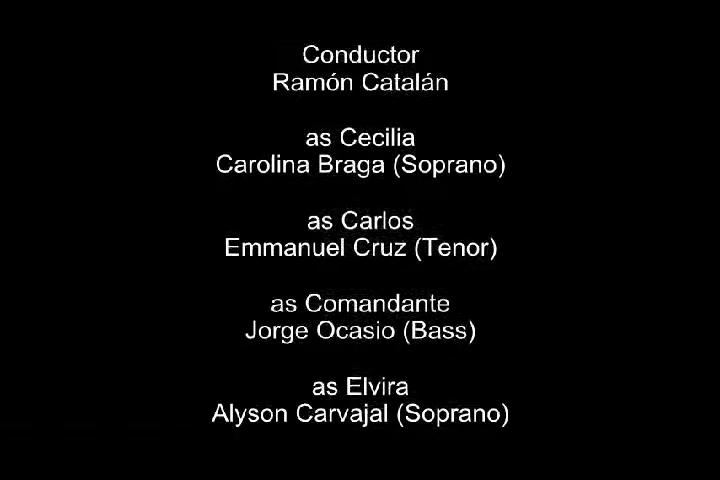 Conductor
Ramón Catalán
as Cecilia
Carolina Braga (Soprano)
as Carlos
Emmanuel Cruz (Tenor)
as Comandante
Jorge Ocasio (Bass)
as Elvira
Alyson Carvajal (Soprano)